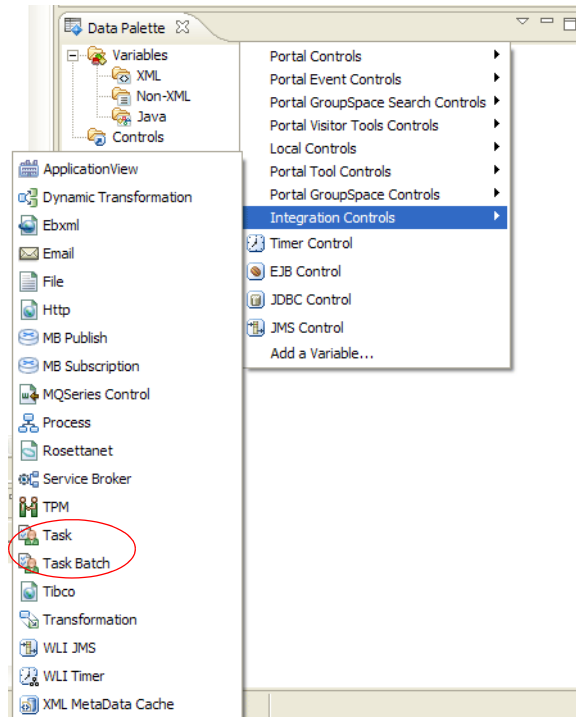 Data Palette
Variables
XML
Non-XML
Java
Controls
Portal Controls
Portal Event Controls
Portal GroupSpace Search Controls
Portal Visitor Tools Controls
Local Controls
Portal Tool Controls
Portal GroupSpace Controls
Integration Controls
Timer Control
EJB Control
JDBC Control
JMS Control
Add a Variable...
ApplicationView
Dynamic Transformation
Ebxml
Email
File
Http
MB Publish
MB Subscription
MQSeries Control
Process
Rosettanet
Service Broker
TPM
Task
Task Batch
Tibco
Transformation
WLI JMS
WLI Timer
XML MetaData Cache